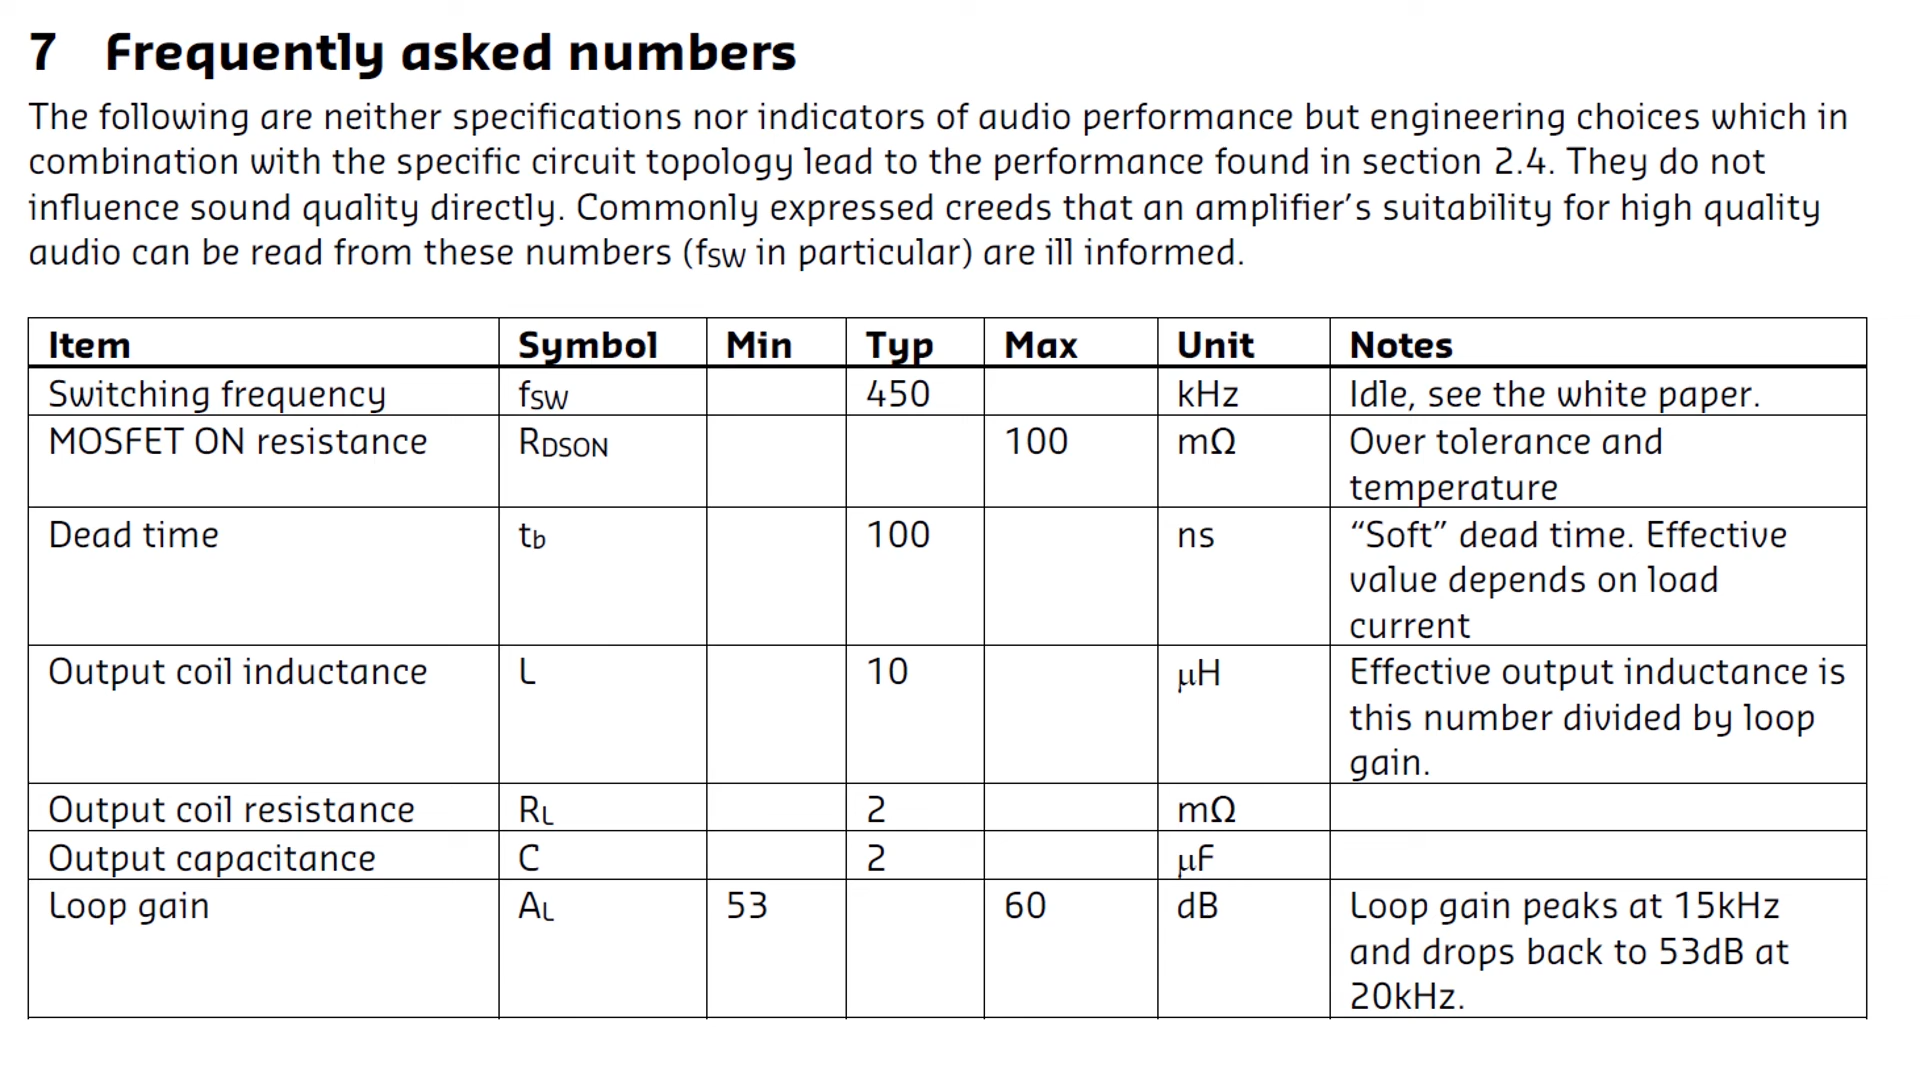 7 Frequently asked numbers
The following are neither specifications nor indicators of audio performance but engineering choices which in
combination with the specific circuit topology lead to the performance found in section 2.4. They do not
influence sound quality directly. Commonly expressed creeds that an amplifier’s suitability for high quality
audio can be read from these numbers (fSW in particular) are ill informed.
Item Symbol Min Typ Max Unit Notes
Switching frequency fSW 450 kHz Idle, see the white paper.
MOSFET ON resistance RDSON 100 mΩ Over tolerance and
temperature
Dead time tb 100 ns “Soft” dead time. Effective
value depends on load
current
Output coil inductance L 10 μH Effective output inductance is
this number divided by loop
gain.
Output coil resistance RL 2 mΩ
Output capacitance C 2 μF
Loop gain AL 53 60 dB Loop gain peaks at 15kHz
and drops back to 53dB at
20kHz.